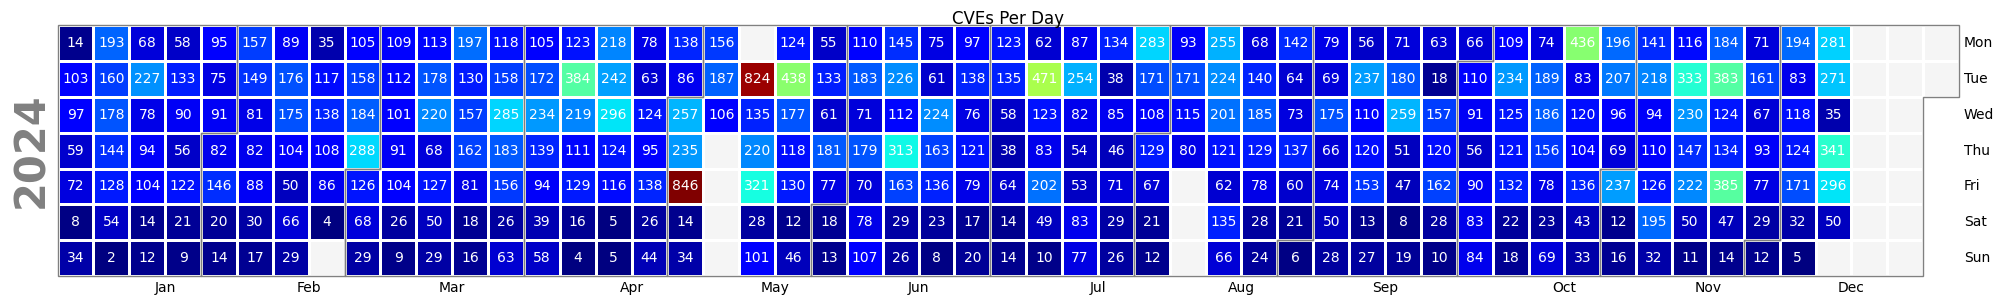 CVEs Per Day
2024
14 193 68 58 95 157 89 35 105 109 113 197 118 105 123 218 78 138 156 124 55 110 145 75 97 123 62 87 134 283 93 255 68 142 79 56 71 63 66 109 74 436 196 141 116 184 71 194 281 Mon
103 160 227 133 75 149 176 117 158 112 178 130 158 172 384 242 63 86 187 824 438 133 183 226 61 138 135 471 254 38 171 171 224 140 64 69 237 180 18 110 234 189 83 207 218 333 383 161 83 271 Tue
97 178 78 90 91 81 175 138 184 101 220 157 285 234 219 296 124 257 106 135 177 61 71 112 224 76 58 123 82 85 108 115 201 185 73 175 110 259 157 91 125 186 120 96 94 230 124 67 118 35 Wed
59 144 94 56 82 82 104 108 288 91 68 162 183 139 111 124 95 235 220 118 181 179 313 163 121 38 83 54 46 129 80 121 129 137 66 120 51 120 56 121 156 104 69 110 147 134 93 124 341 Thu
72 128 104 122 146 88 50 86 126 104 127 81 156 94 129 116 138 846 321 130 77 70 163 136 79 64 202 53 71 67 62 78 60 74 153 47 162 90 132 78 136 237 126 222 385 77 171 296 Fri
8 54 14 21 20 30 66 4 68 26 50 18 26 39 16 5 26 14 28 12 18 78 29 23 17 14 49 83 29 21 135 28 21 50 13 8 28 83 22 23 43 12 195 50 47 29 32 50 Sat
34 2 12 9 14 17 29 29 9 29 16 63 58 4 5 44 34 101 46 13 107 26 8 20 14 10 77 26 12 66 24 6 28 27 19 10 84 18 69 33 16 32 11 14 12 5 Sun
Jan Feb Mar Apr May Jun Jul Aug Sep Oct Nov Dec